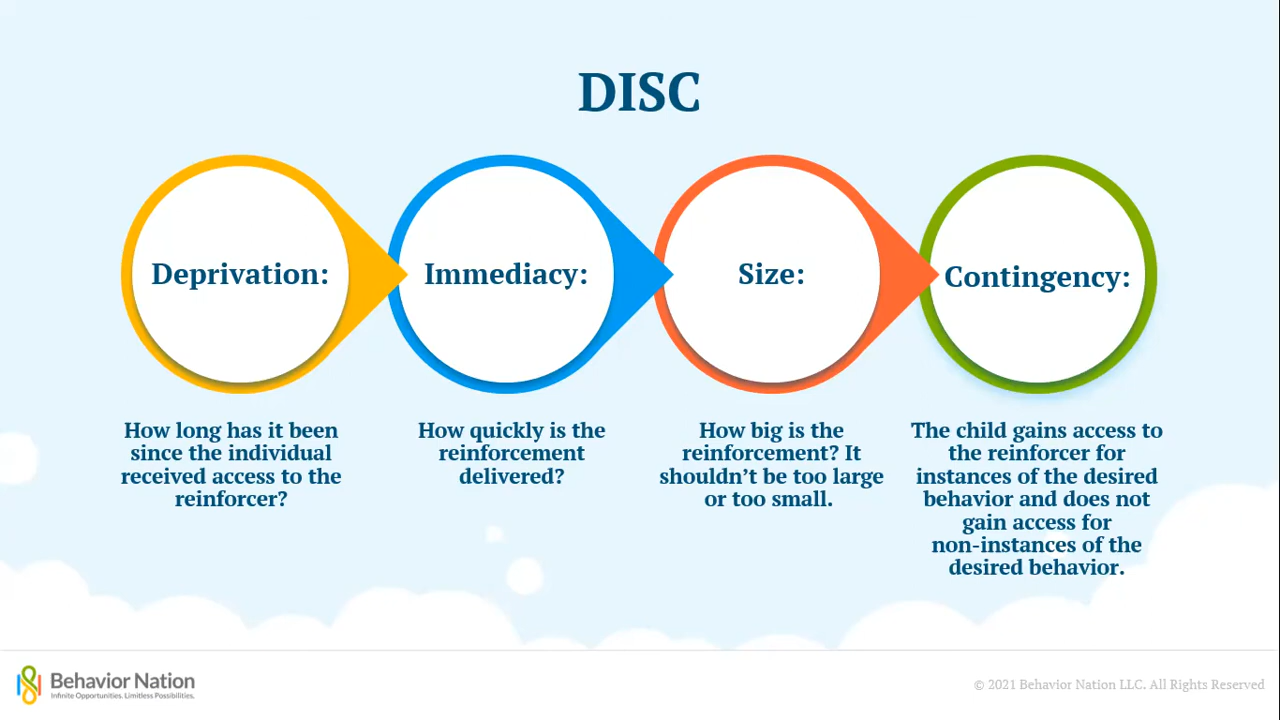 DISC
Deprivation:
How long has it been
since the individual
received access to the
reinforcer?
Immediacy:
How quickly is the
reinforcement
delivered?
Size:
How big is the
reinforcement? It
shouldn’t be too large
or too small.
Contingency:
The child gains access to
the reinforcer for
instances of the desired
behavior and does not
gain access for
non-instances of the
desired behavior.
Behavior Nation
Infinite Opportunities. Limitless Possibilities.
© 2021 Behavior Nation LLC. All Rights Reserved